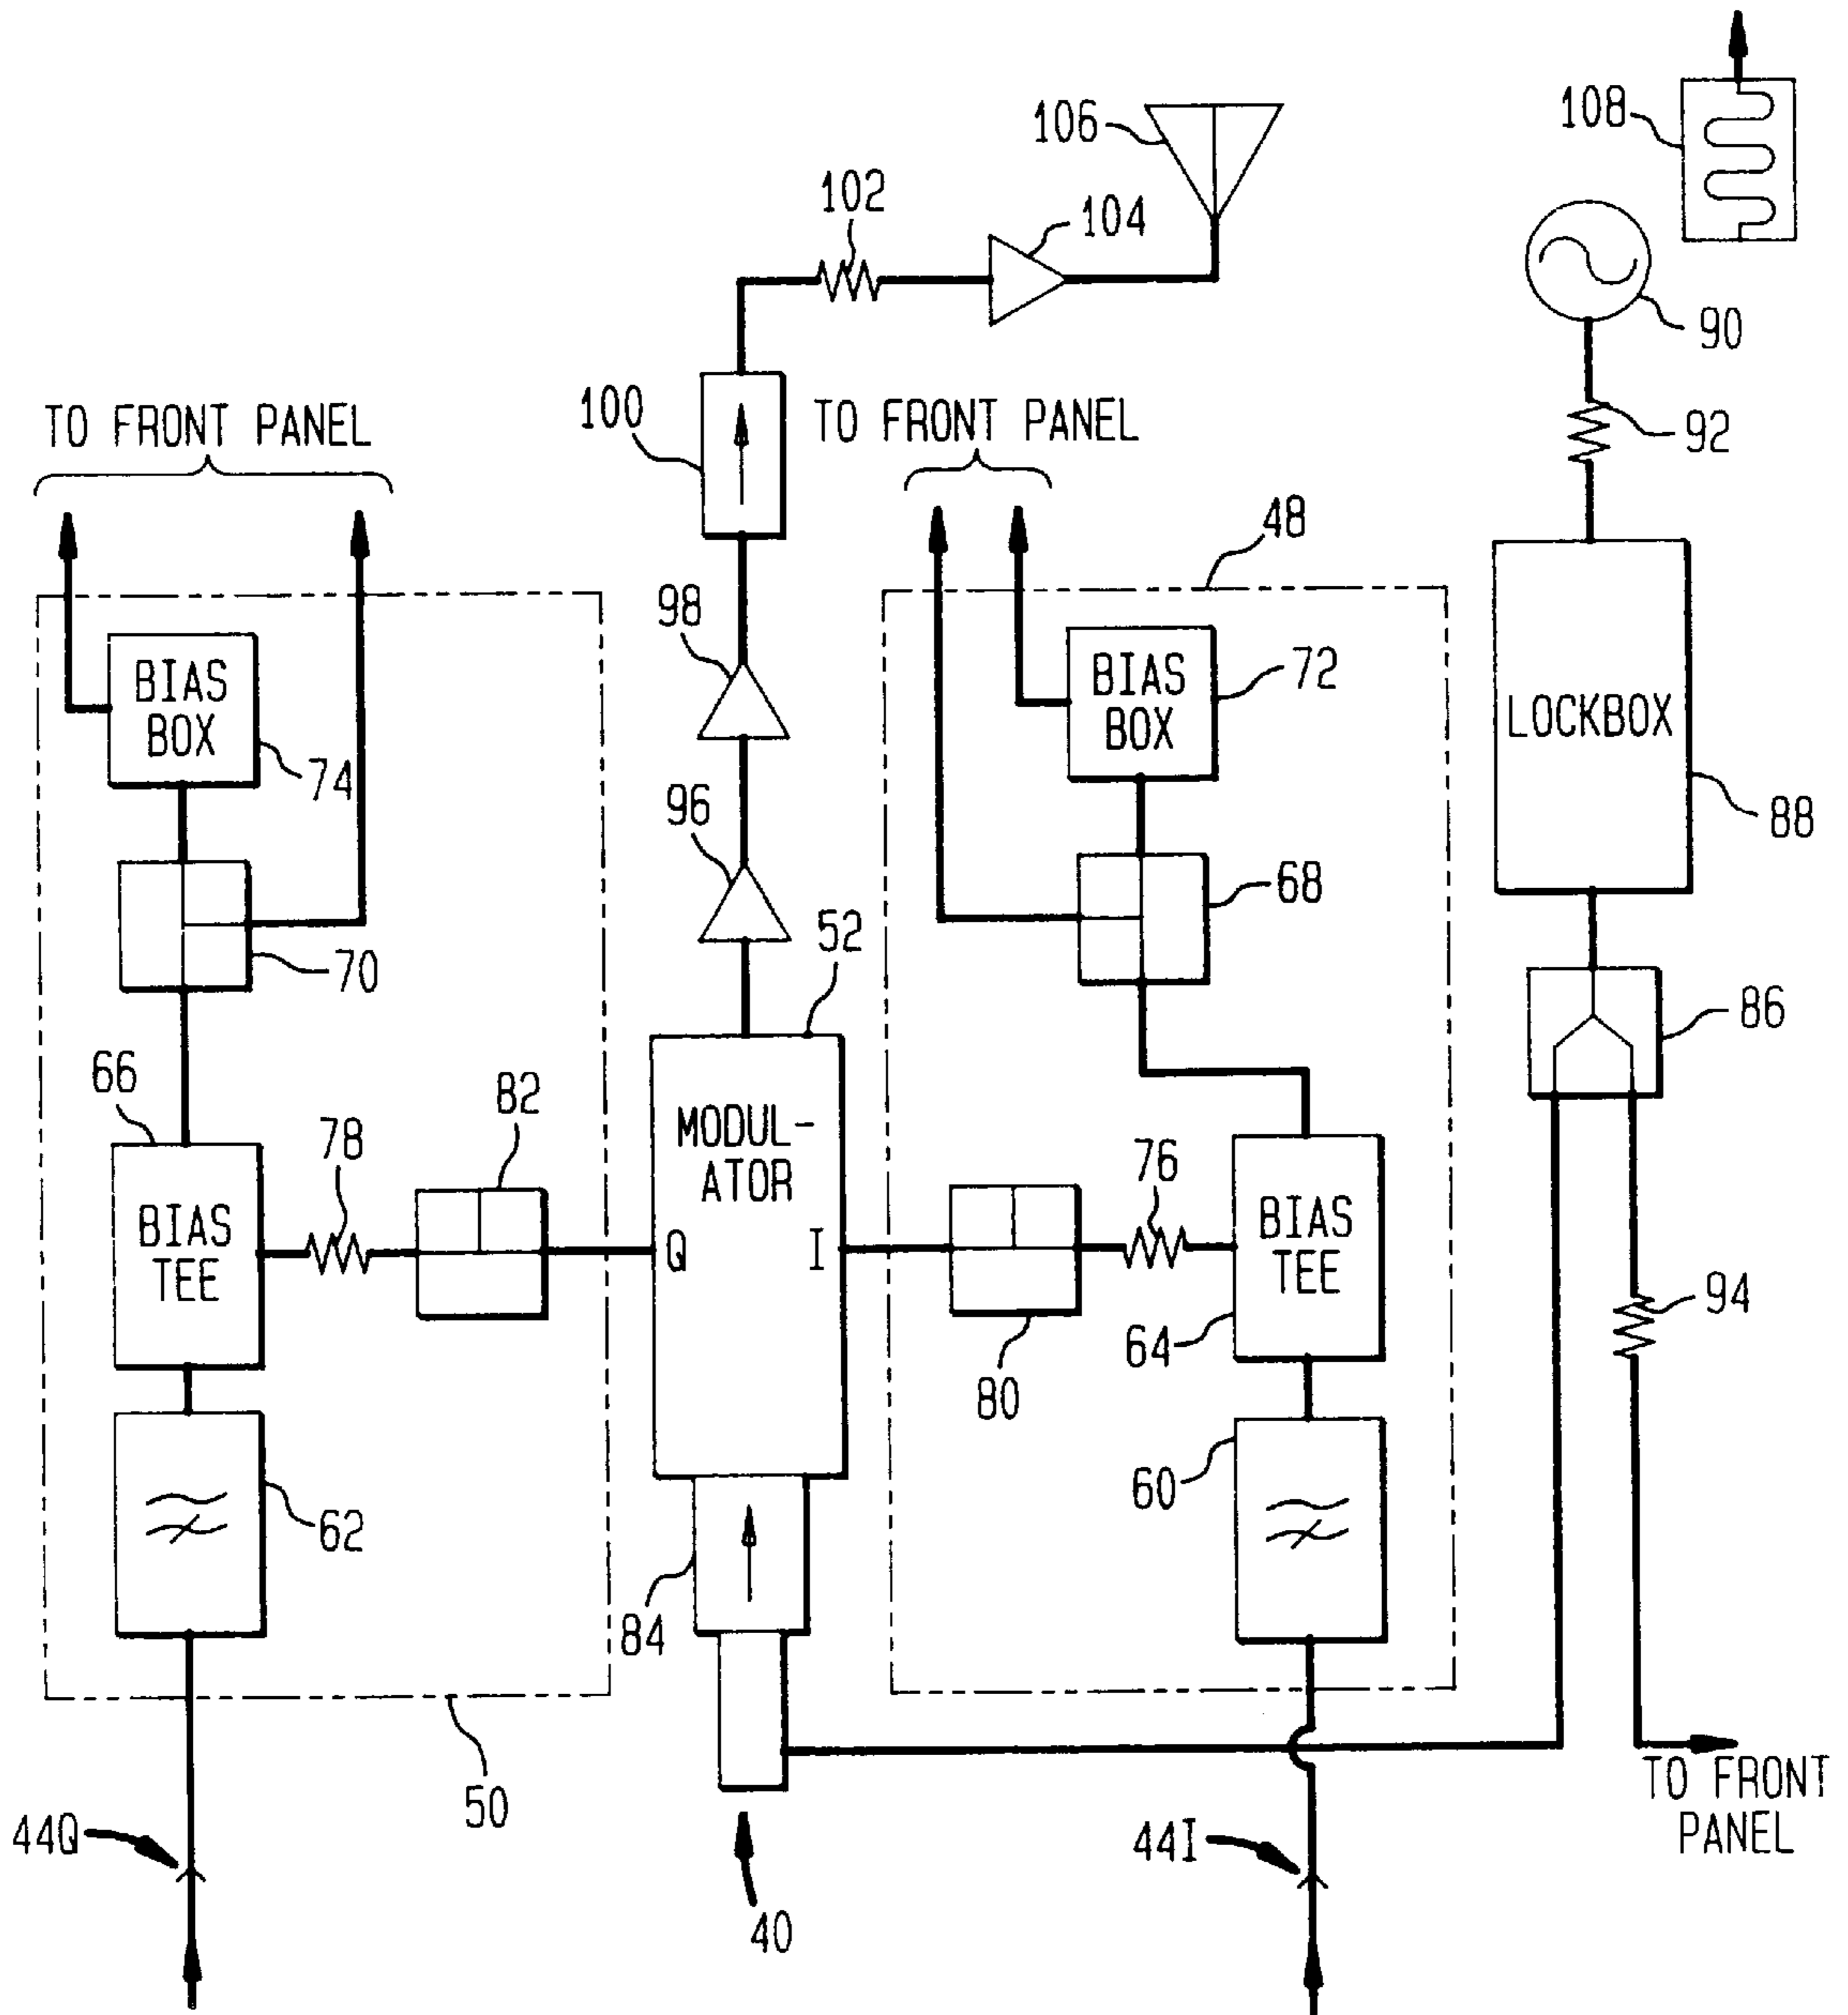 108
106
102
104
90
TO FRONT PANEL
100
TO FRONT PANEL
92
48
98
BIAS
BOX
74
BIAS
BOX
72
LOCKBOX
88
96
68
70
52
86
66
82
78
MODUL-
ATOR
76
BIAS
TEE
Q
I
BIAS
TEE
94
64
80
60
62
84
50
TO FRONT
PANEL
44Q
44I
40